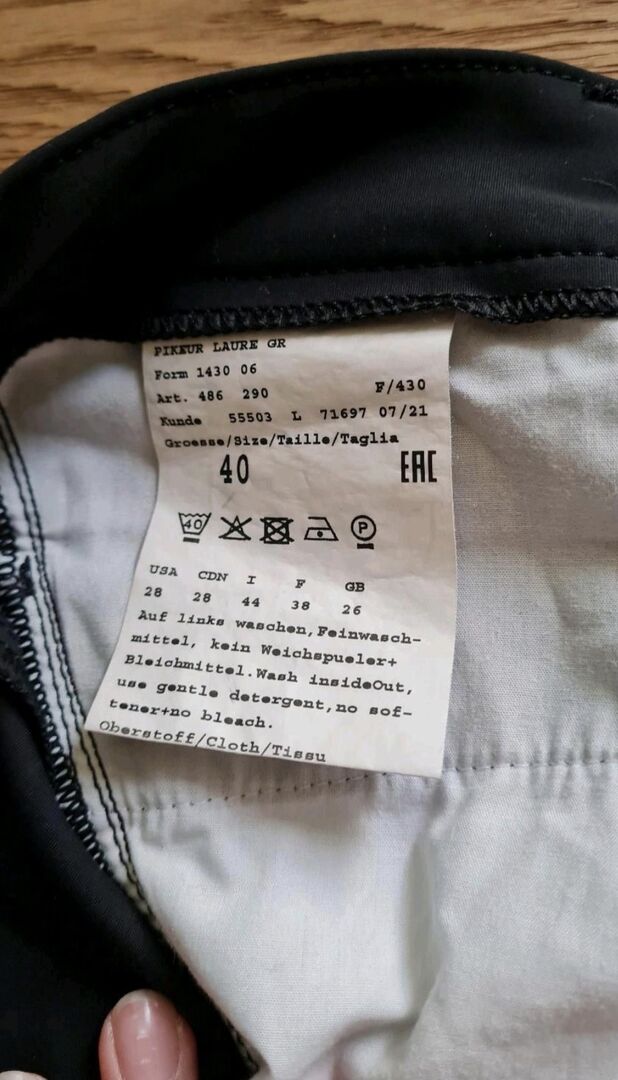 PIKEUR LAURE GR
Form 1430 06
Art. 486 290 F/430
Kunde 55503 L 71697 07/21
Groesse/Size/Taille/Taglia
40 EAC
40 P
USA CDN I F GB
28 28 44 38 26
Auf links waschen,Feinwasch-
mittel, kein Weichspueler+
Bleichmittel.Wash insideOut,
use gentle detergent,no sof-
tener+no bleach.
Oberstoff/Cloth/Tissu